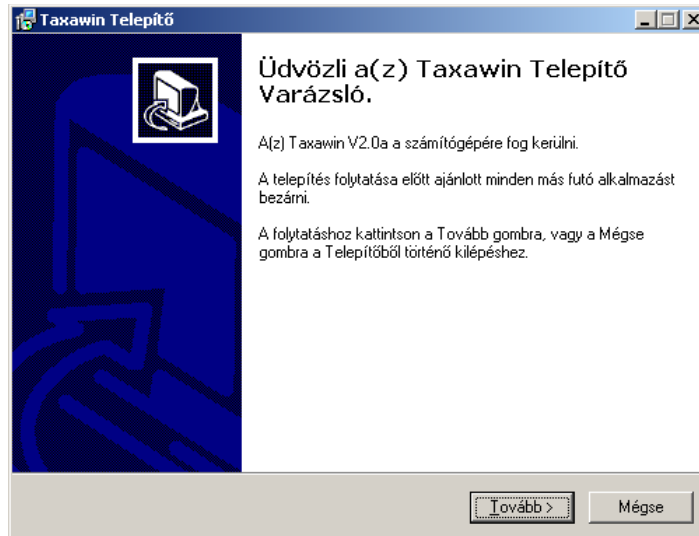 Taxawin Telepítő
Üdvözli a(z) Taxawin Telepítő
Varázsló.
A(z) Taxawin V2.0a a számítógépére fog kerülni.
A telepítés folytatása előtt ajánlott minden más futó alkalmazást
bezárni.
A folytatáshoz kattintson a Tovább gombra, vagy a Mégse
gombra a Telepítőből történő kilépéshez.
Tovább >
Mégse